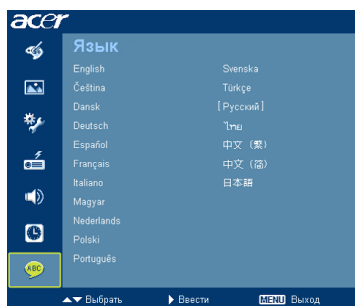 acer
Язык
English
Čeština
Dansk
Deutsch
Español
Français
Italiano
Magyar
Nederlands
Polski
Português
Svenska
Türkçe
[Русский]
ไทย
中文 (繁)
中文 (简)
日本語
ABC
Выбрать Ввести MENU Выход